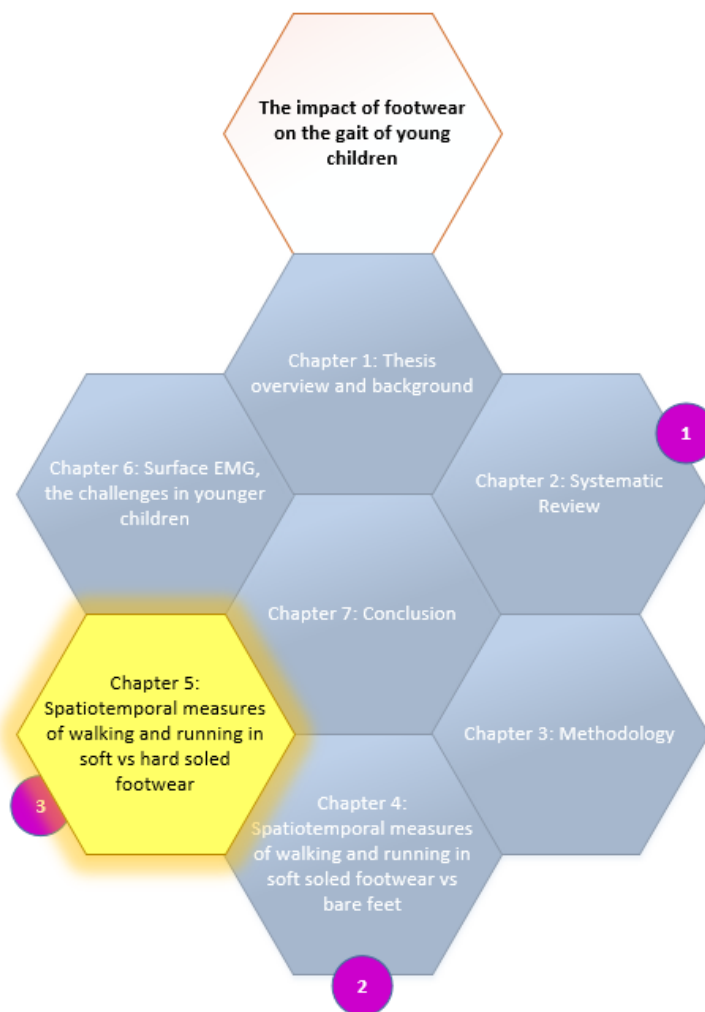 The impact of footwear
on the gait of young
children
Chapter 1: Thesis
overview and background
1
Chapter 2: Systematic
Review
Chapter 6: Surface EMG,
the challenges in younger
children
Chapter 7: Conclusion
Chapter 3: Methodology
Chapter 5:
Spatiotemporal measures
of walking and running in
soft vs hard soled
footwear
3
Chapter 4:
Spatiotemporal measures
of walking and running in
soft soled footwear vs
bare feet
2